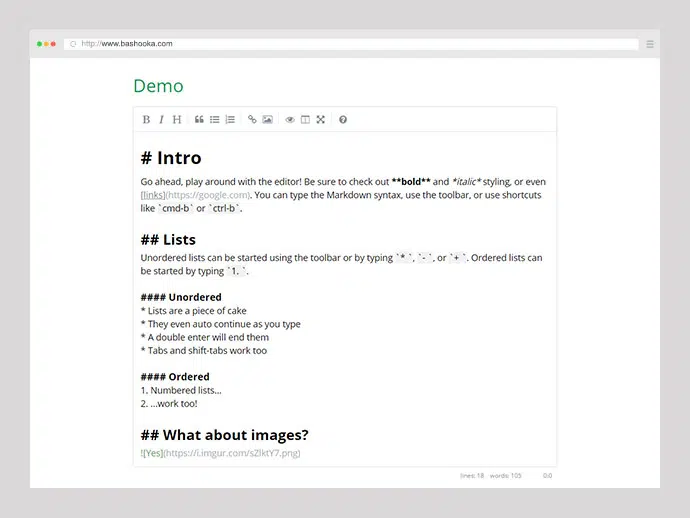 http://www.bashooka.com
Demo
B I H
# Intro
Go ahead, play around with the editor! Be sure to check out **bold** and *italic* styling, or even
[links](https://google.com). You can type the Markdown syntax, use the toolbar, or use shortcuts
like `cmd-b` or `ctrl-b`.
## Lists
Unordered lists can be started using the toolbar or by typing `* `, `- `, or `+ `. Ordered lists can
be started by typing `1. `.
#### Unordered
* Lists are a piece of cake
* They even auto continue as you type
* A double enter will end them
* Tabs and shift-tabs work too
#### Ordered
1. Numbered lists...
2. ...work too!
## What about images?
![Yes](https://i.imgur.com/sZlktY7.png)
lines: 18 words: 105 0:0